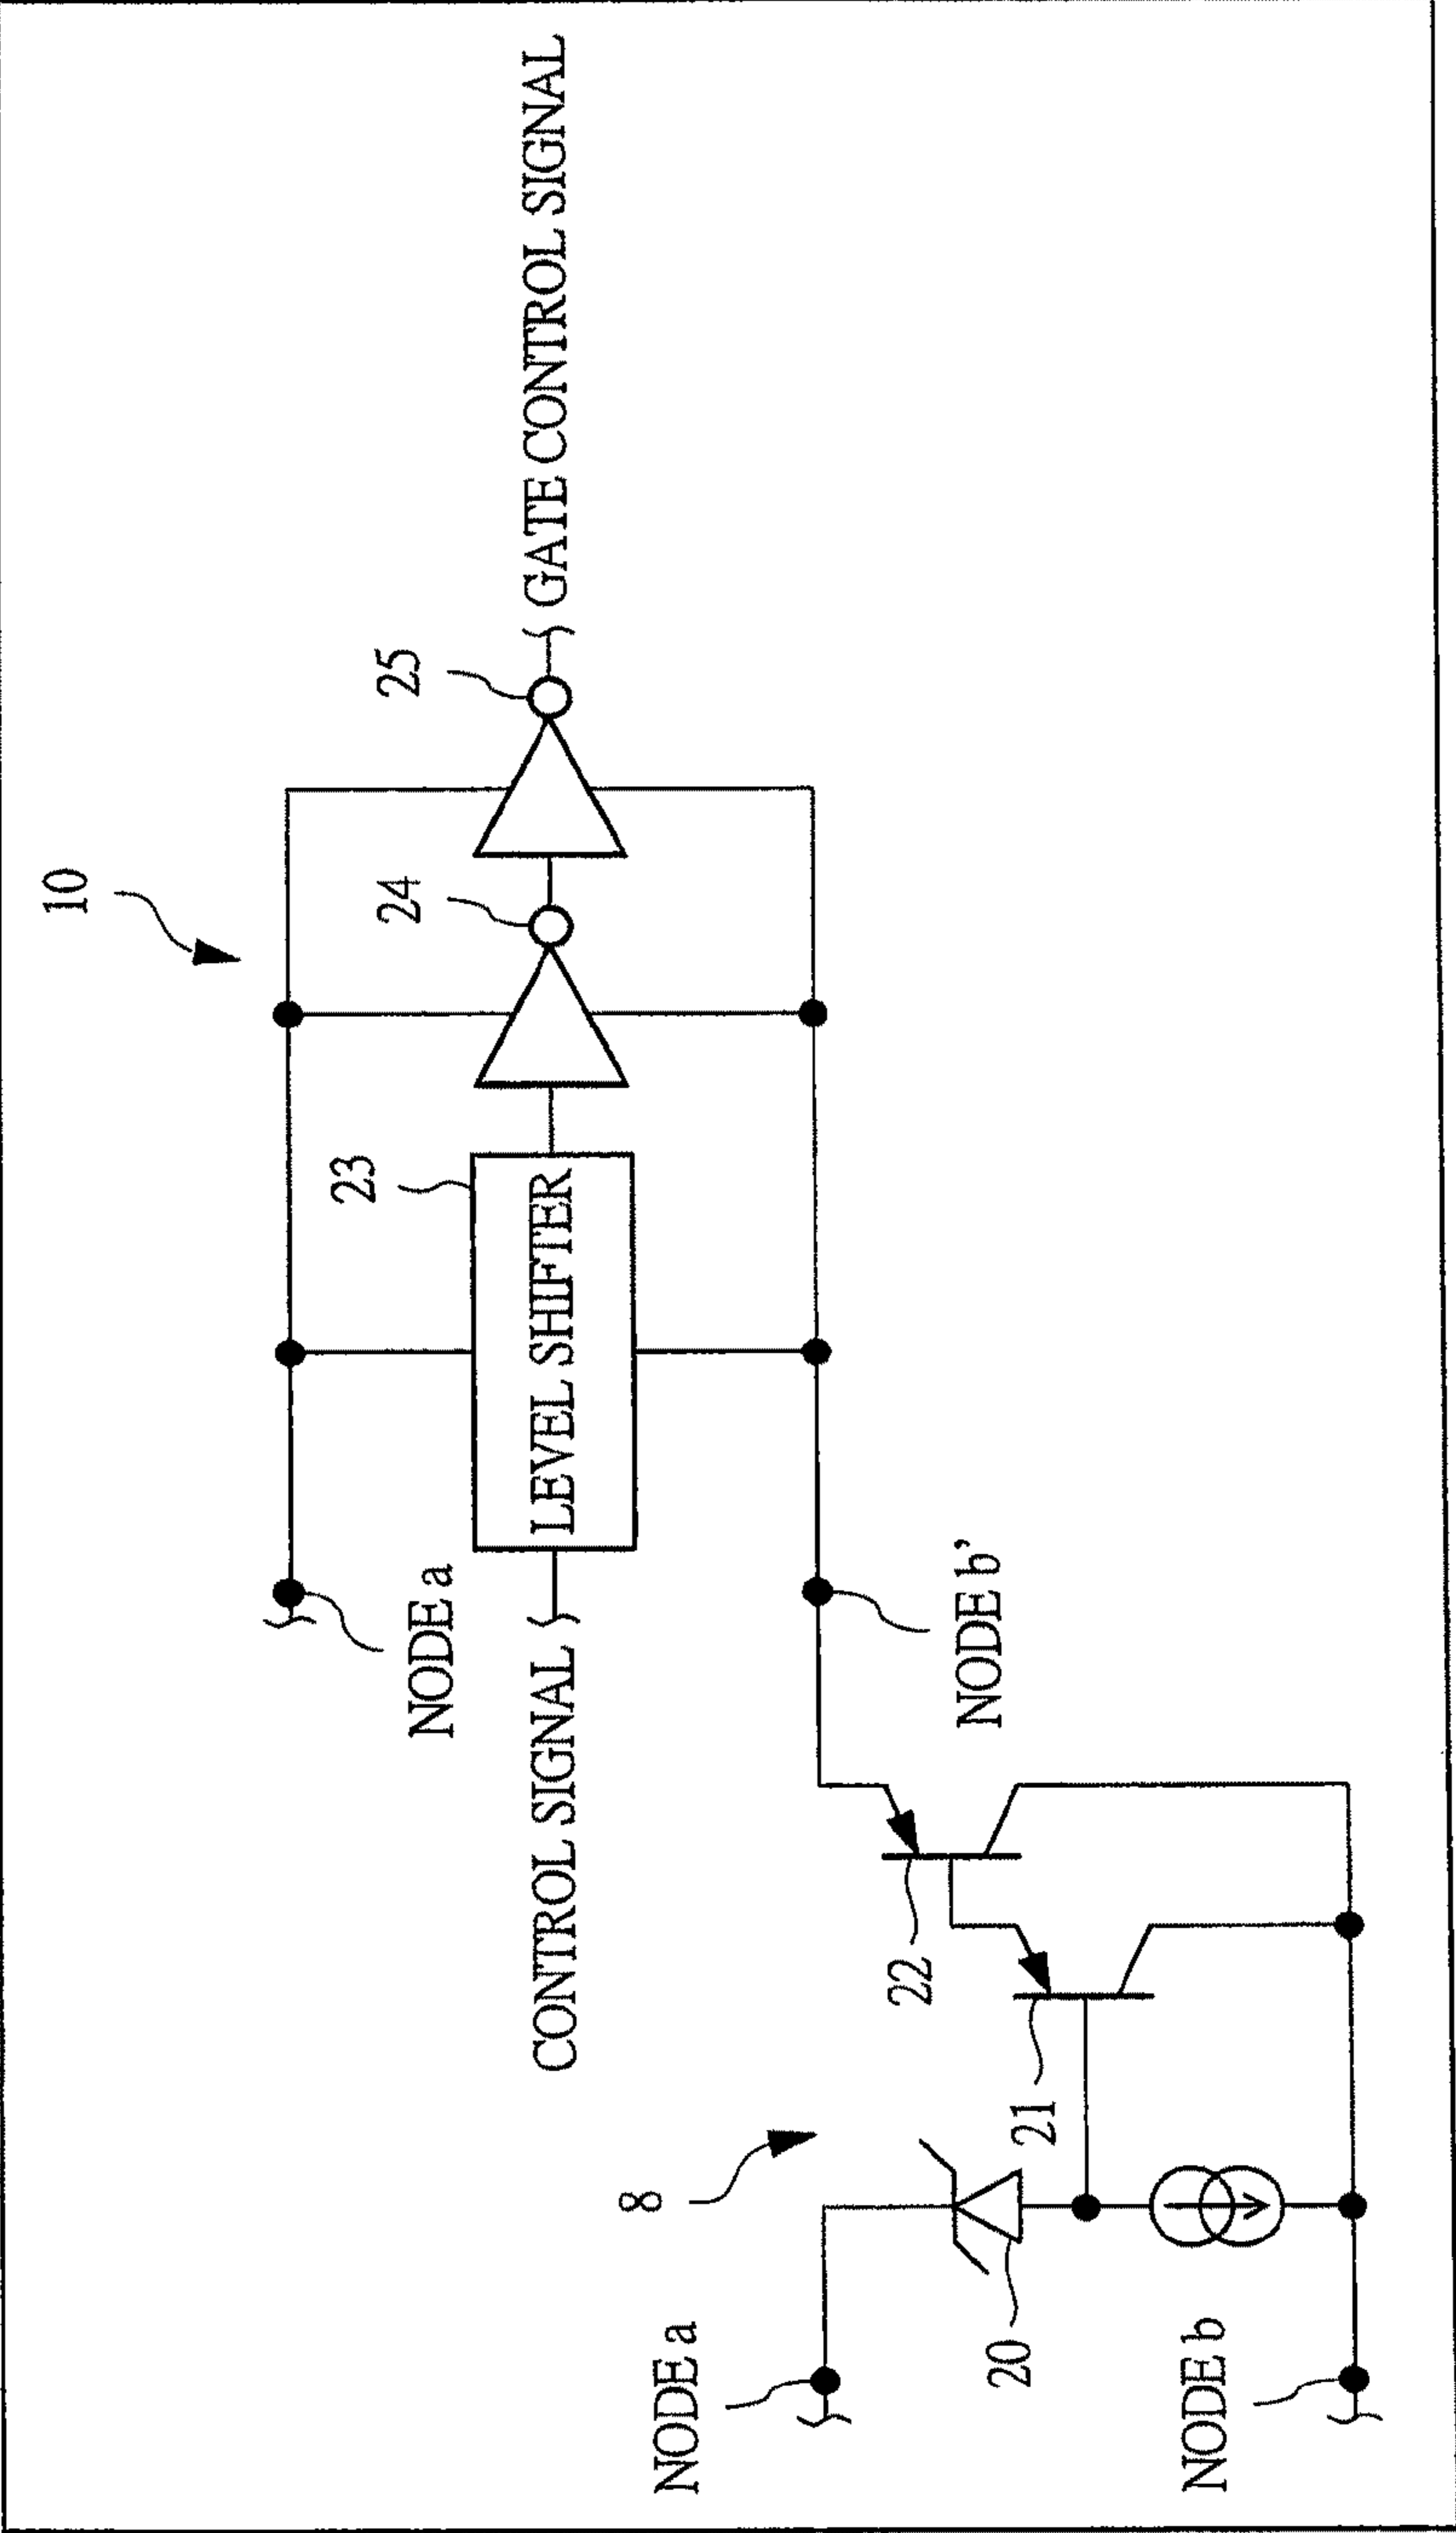 10
25
24
GATE CONTROL SIGNAL
23
LEVEL SHIFTER
NODE a
CONTROL SIGNAL
NODE b'
8
22
21
NODE a
20
NODE b